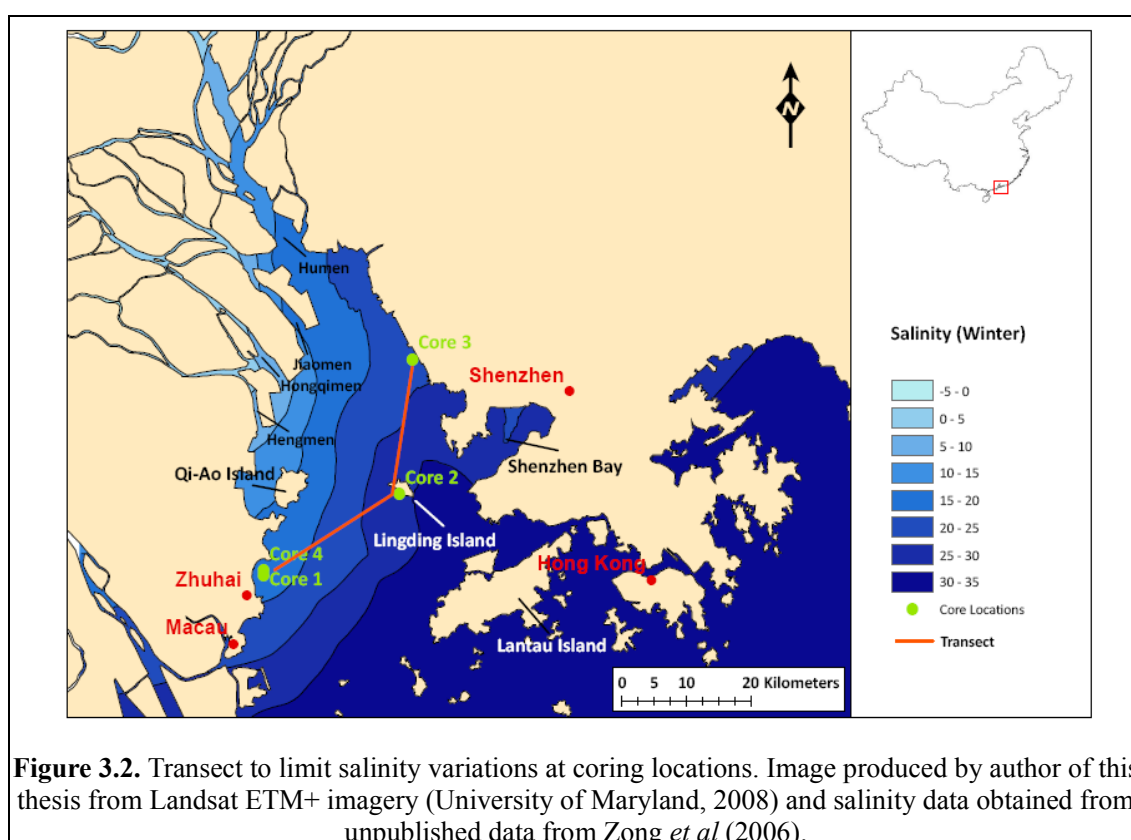 N
Humen
Core 3
Shenzhen
Jiaomen
Hongqimen
Hengmen
Shenzhen Bay
Qi-Ao Island
Core 2
Lingding Island
Core 4
Core 1
Zhuhai
Hong Kong
Macau
Lantau Island
0 5 10 20 Kilometers
Salinity (Winter)
-5 - 0
0 - 5
5 - 10
10 - 15
15 - 20
20 - 25
25 - 30
30 - 35
Core Locations
Transect
Figure 3.2. Transect to limit salinity variations at coring locations. Image produced by author of this
thesis from Landsat ETM+ imagery (University of Maryland, 2008) and salinity data obtained from
unpublished data from Zong et al (2006).